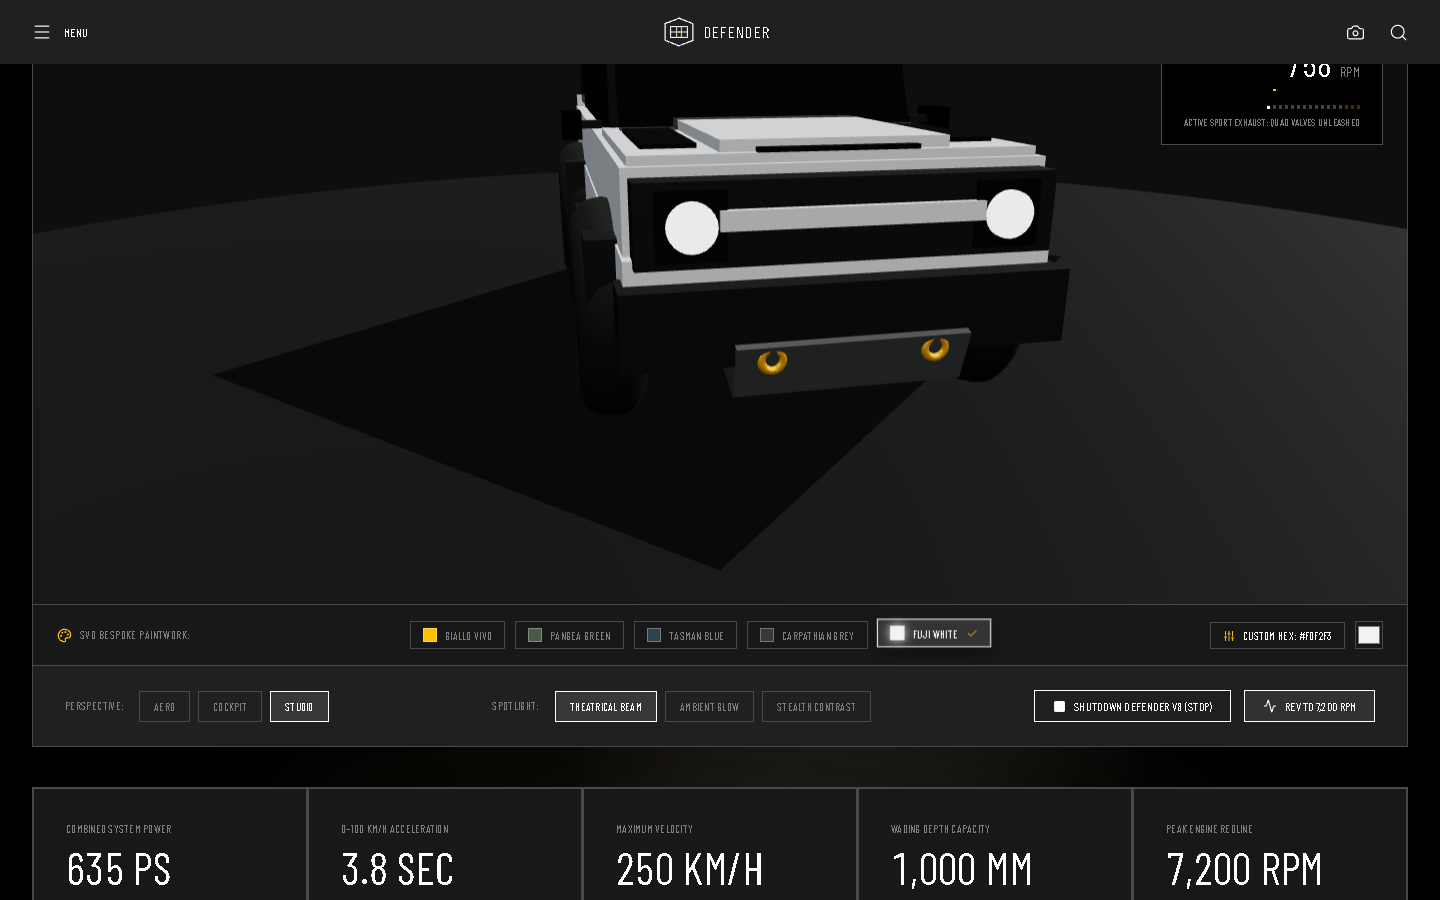 MENU
DEFENDER
756 RPM
ACTIVE SPORT EXHAUST: QUAD VALVES UNLEASHED
SVO BESPOKE PAINTWORK:
GIALLO VIVO
PANGEA GREEN
TASMAN BLUE
CARPATHIAN GREY
FUJI WHITE
CUSTOM HEX: #F0F2F3
PERSPECTIVE:
AERO
COCKPIT
STUDIO
SPOTLIGHT:
THEATRICAL BEAM
AMBIENT GLOW
STEALTH CONTRAST
SHUTDOWN DEFENDER V8 (STOP)
REV TO 7,200 RPM
COMBINED SYSTEM POWER
635 PS
0-100 KM/H ACCELERATION
3.8 SEC
MAXIMUM VELOCITY
250 KM/H
WADING DEPTH CAPACITY
1,000 MM
PEAK ENGINE REDLINE
7,200 RPM